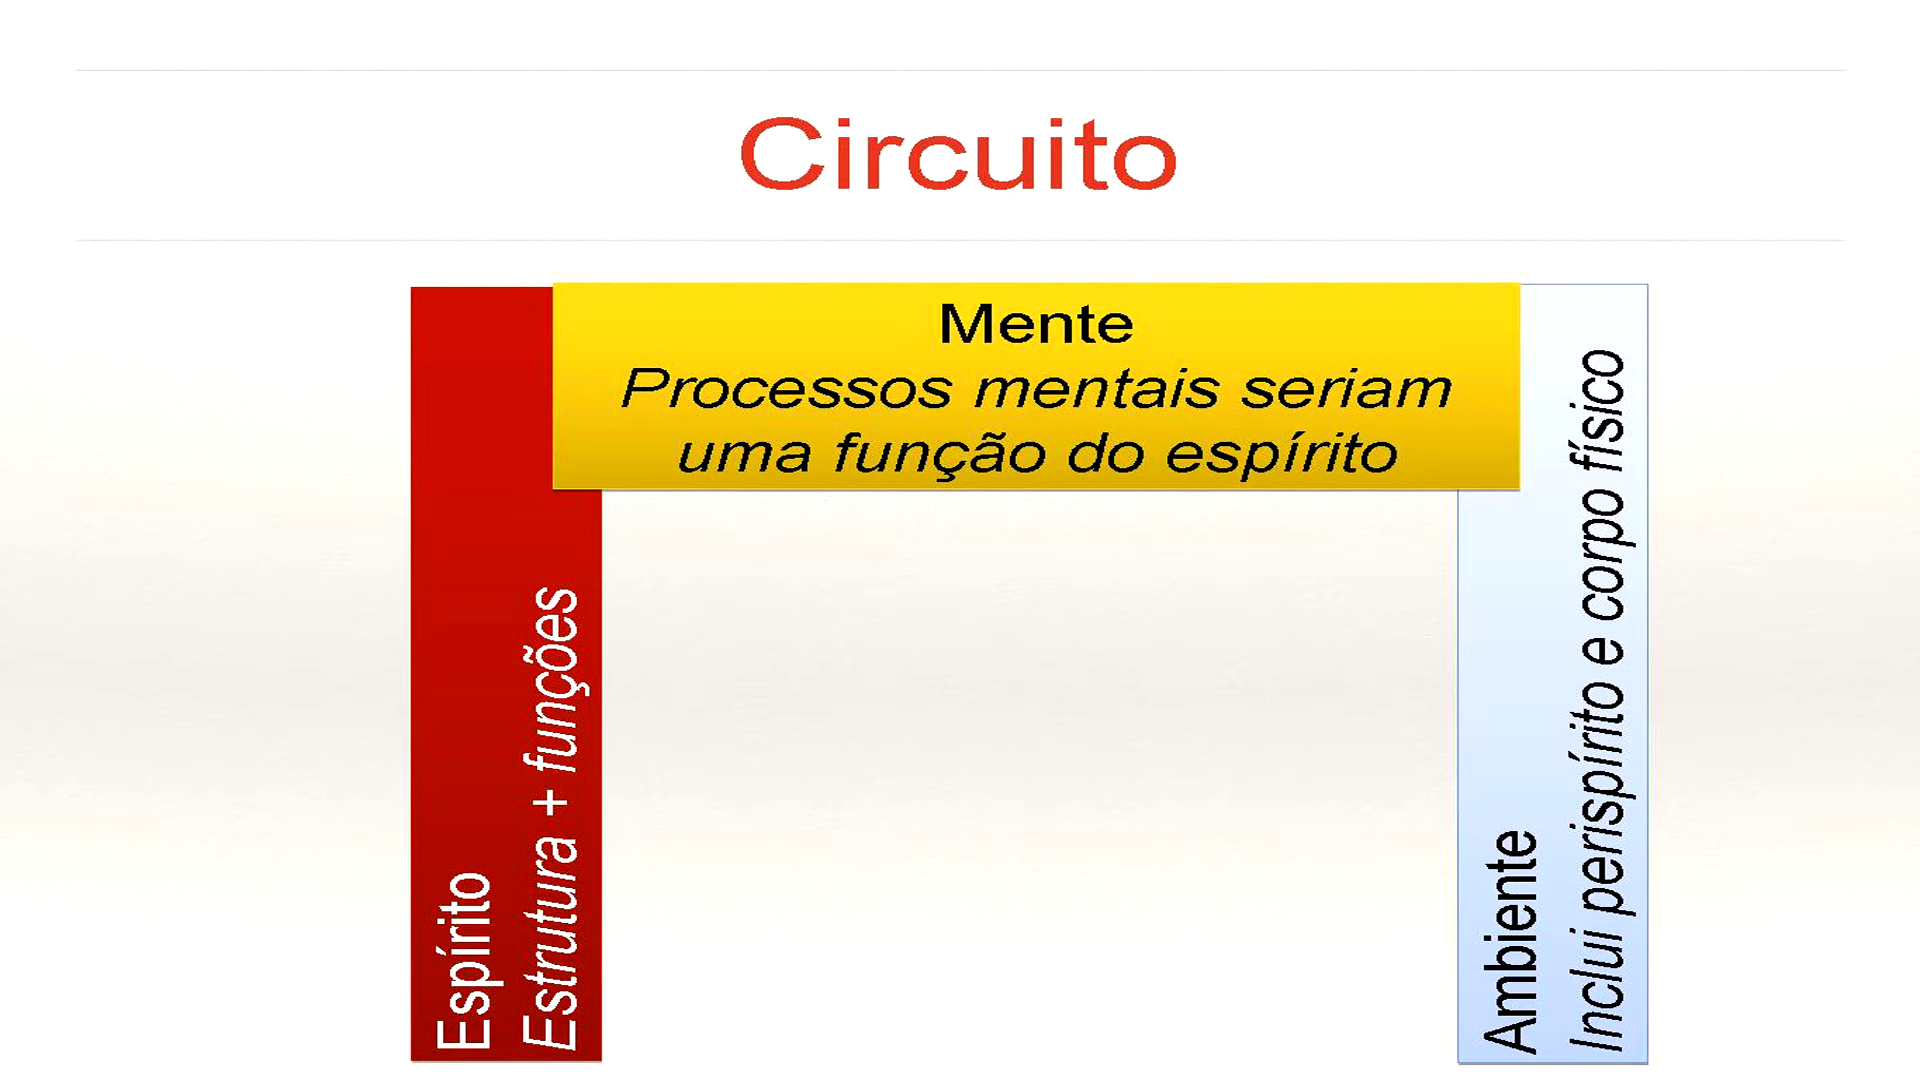 Circuito
Mente
Processos mentais seriam
uma função do espírito
Espírito
Estrutura + funções
Ambiente
Inclui perispírito e corpo físico